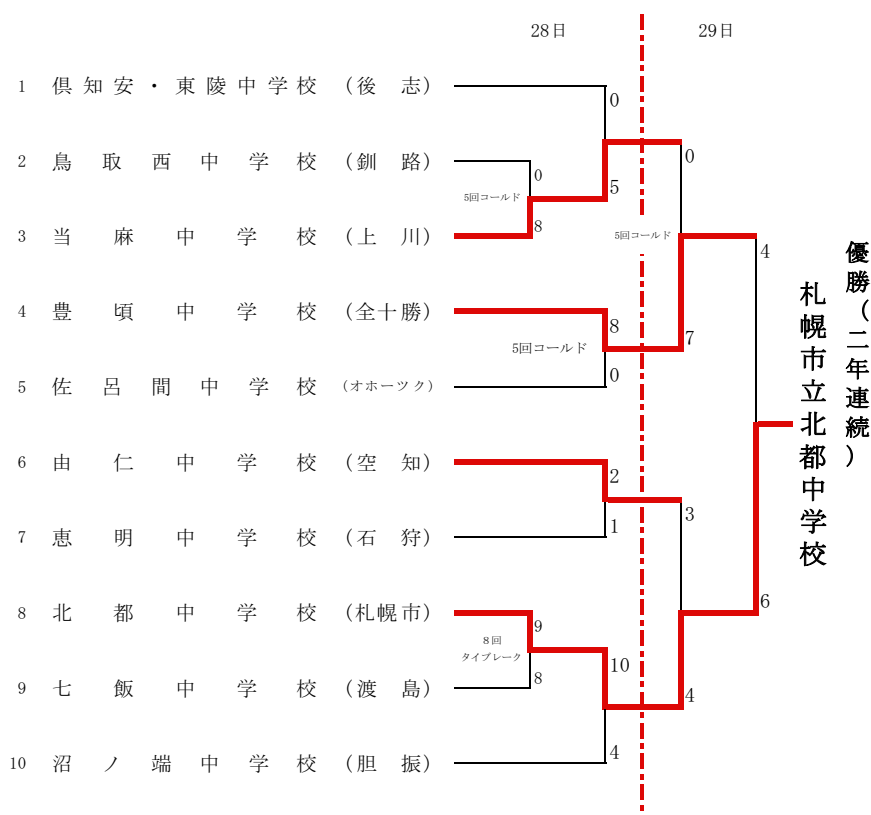 28日
29日
1 倶知安・東陵中学校 (後志)
0
2 鳥取西中学校 (釧路)
0
5
0
5回コールド
3 当麻中学校 (上川)
8
5回コールド
4
4 豊頃中学校 (全十勝)
8
5回コールド
7
5 佐呂間中学校 (オホーツク)
0
6 由仁中学校 (空知)
2
3
7 恵明中学校 (石狩)
1
8 北都中学校 (札幌市)
9
6
8回
タイブレーク
10
9 七飯中学校 (渡島)
8
4
10 沼ノ端中学校 (胆振)
4
優勝(二年連続)
札幌市立北都中学校